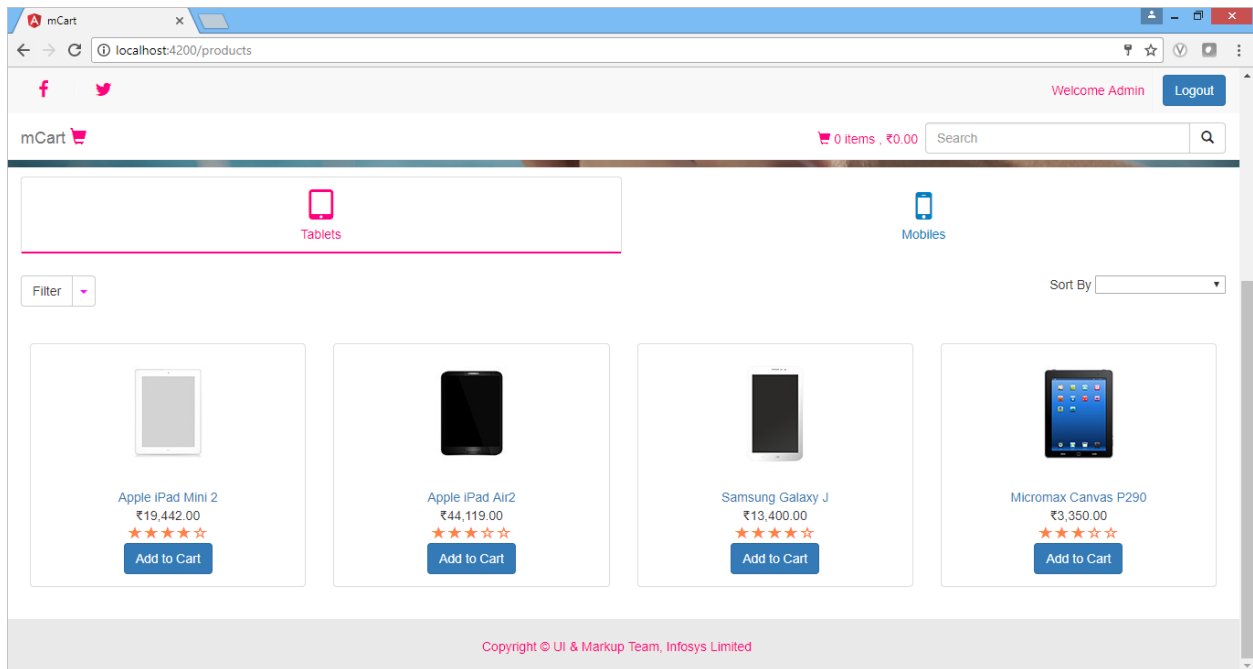 mCart
localhost:4200/products
Welcome Admin
Logout
mCart
0 items , ₹0.00
Search
Tablets
Mobiles
Filter
Sort By
Apple iPad Mini 2
₹19,442.00
Add to Cart
Apple iPad Air2
₹44,119.00
Add to Cart
Samsung Galaxy J
₹13,400.00
Add to Cart
Micromax Canvas P290
₹3,350.00
Add to Cart
Copyright © UI & Markup Team, Infosys Limited